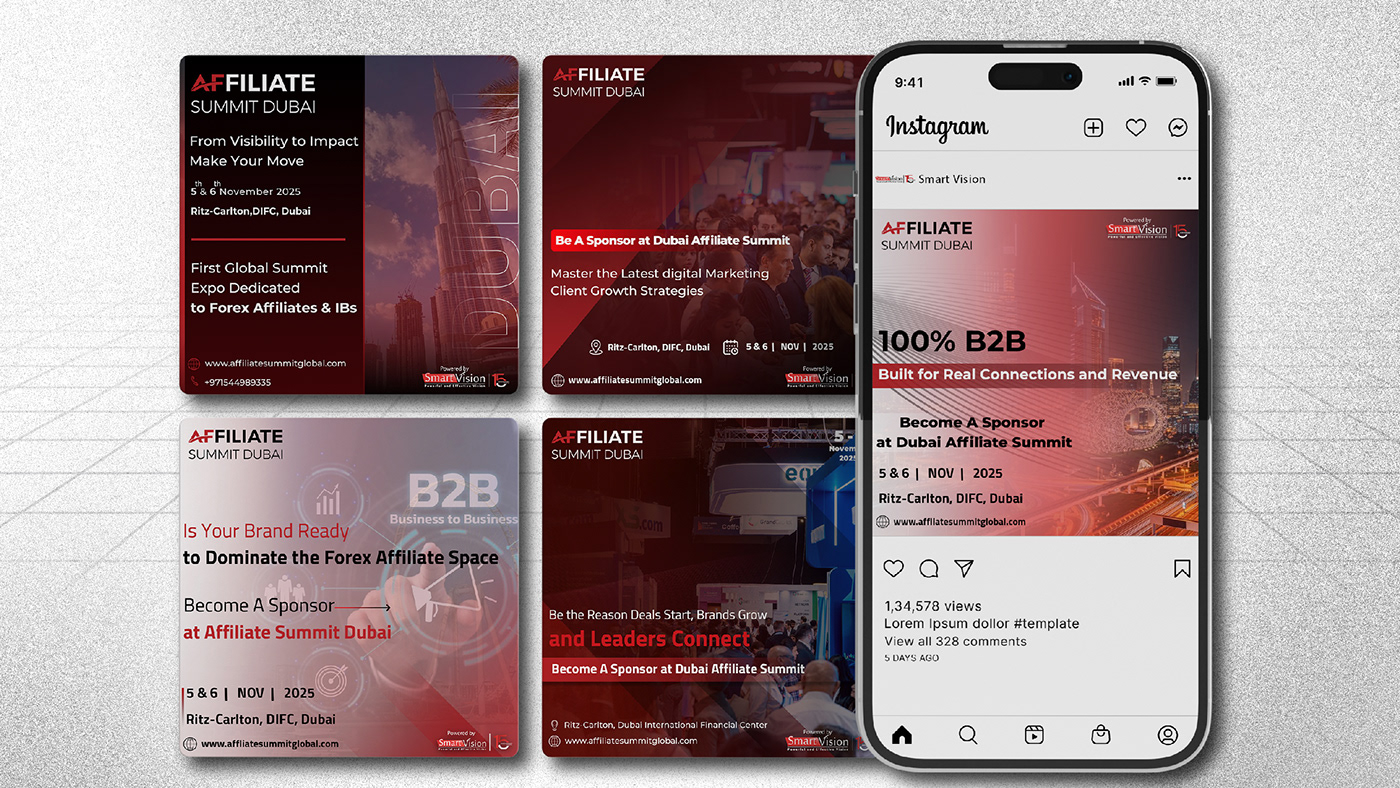 AFFILIATE
SUMMIT DUBAI
From Visibility to Impact
Make Your Move
5th & 6th November 2025
Ritz-Carlton,DIFC, Dubai
First Global Summit
Expo Dedicated
to Forex Affiliates & IBs
www.affiliatesummitglobal.com
+971544989335
DUBAI
Powered by
SmartVision
AFFILIATE
SUMMIT DUBAI
Be A Sponsor at Dubai Affiliate Summit
Master the Latest digital Marketing
Client Growth Strategies
Ritz-Carlton, DIFC, Dubai
5 & 6 | NOV | 2025
www.affiliatesummitglobal.com
Powered by
SmartVision
AFFILIATE
SUMMIT DUBAI
B2B
Business to Business
Is Your Brand Ready
to Dominate the Forex Affiliate Space
Become A Sponsor
at Affiliate Summit Dubai
5 & 6 | NOV | 2025
Ritz-Carlton, DIFC, Dubai
www.affliatesummitglobal.com
Powered by
SmartVision
AFFILIATE
SUMMIT DUBAI
5 -
Be the Reason Deals Start, Brands Grow
and Leaders Connect
Become A Sponsor at Dubai Affiliate Summit
Ritz-Carlton, Dubai International Financial Center
www.affiliatesummitglobal.com
Powered by
SmartVision
9:41
Instagram
Smart Vision
AFFILIATE
SUMMIT DUBAI
Powered by
SmartVision
100% B2B
Built for Real Connections and Revenue
Become A Sponsor
at Dubai Affiliate Summit
5 & 6 | NOV | 2025
Ritz-Carlton, DIFC, Dubai
www.affliatesummitglobal.com
1,34,578 views
Lorem ipsum dollor #template
View all 328 comments
5 DAYS AGO